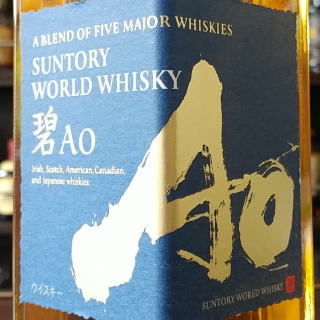 A BLEND OF FIVE MAJOR WHISKIES
SUNTORY
WORLD WHISKY
碧AO
Irish, Scotch, American, Canadian,
and Japanese whiskies.
Ao
ウイスキー
SUNTORY WORLD WHISKY